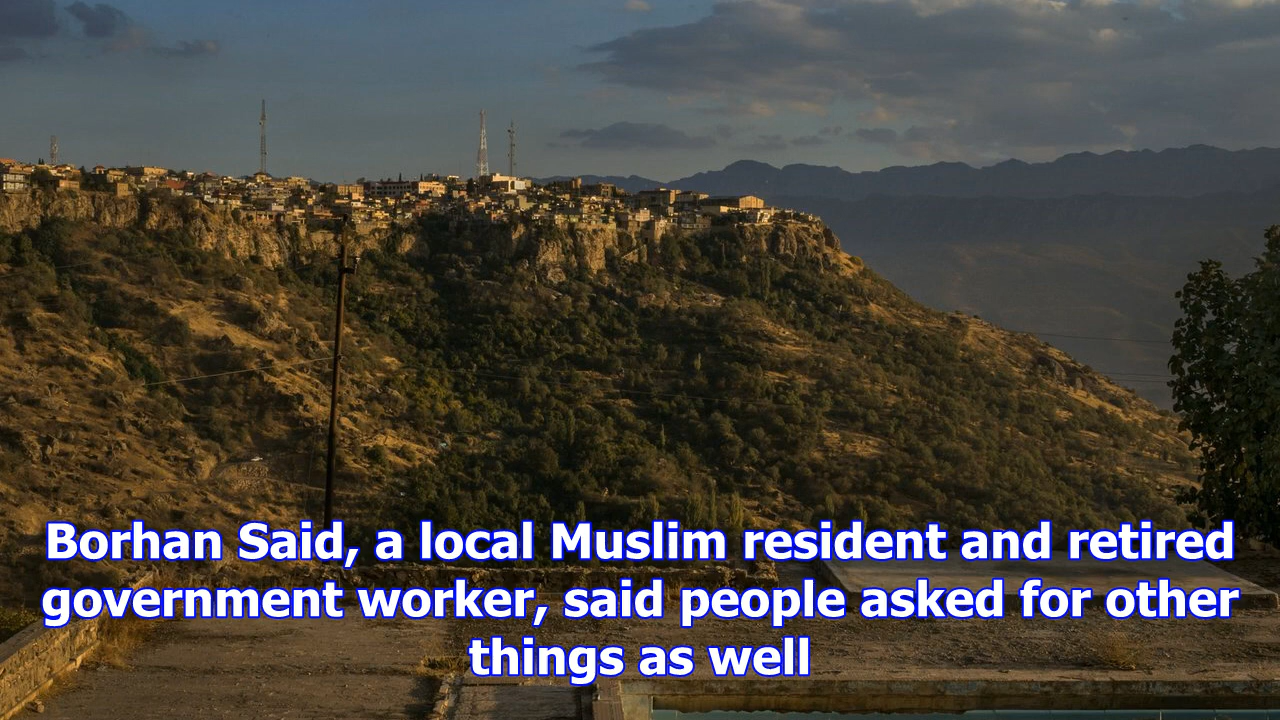 Borhan Said, a local Muslim resident and retired
government worker, said people asked for other
things as well